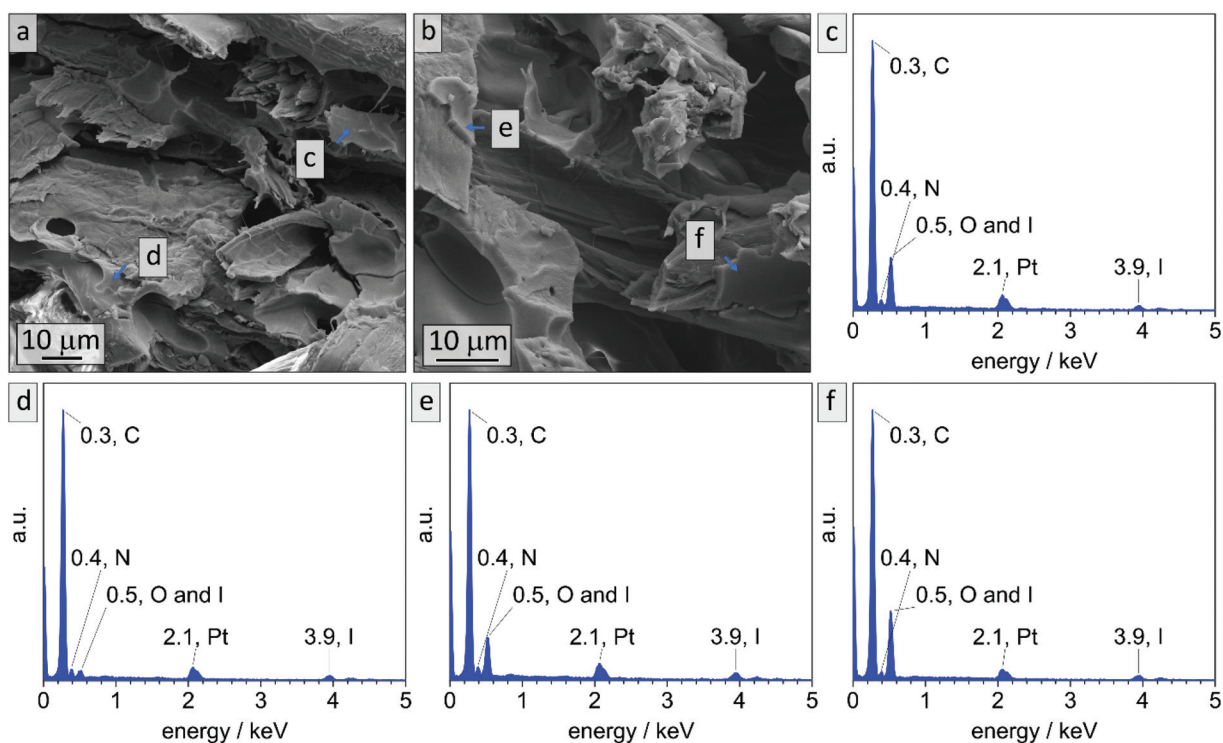 a
c
d
10 μm
b
e
f
10 μm
c
a.u.
0.3, C
0.4, N
0.5, O and I
2.1, Pt
3.9, I
0 1 2 3 4 5
energy / keV
d
a.u.
0.3, C
0.4, N
0.5, O and I
2.1, Pt
3.9, I
0 1 2 3 4 5
energy / keV
e
a.u.
0.3, C
0.4, N
0.5, O and I
2.1, Pt
3.9, I
0 1 2 3 4 5
energy / keV
f
a.u.
0.3, C
0.4, N
0.5, O and I
2.1, Pt
3.9, I
0 1 2 3 4 5
energy / keV